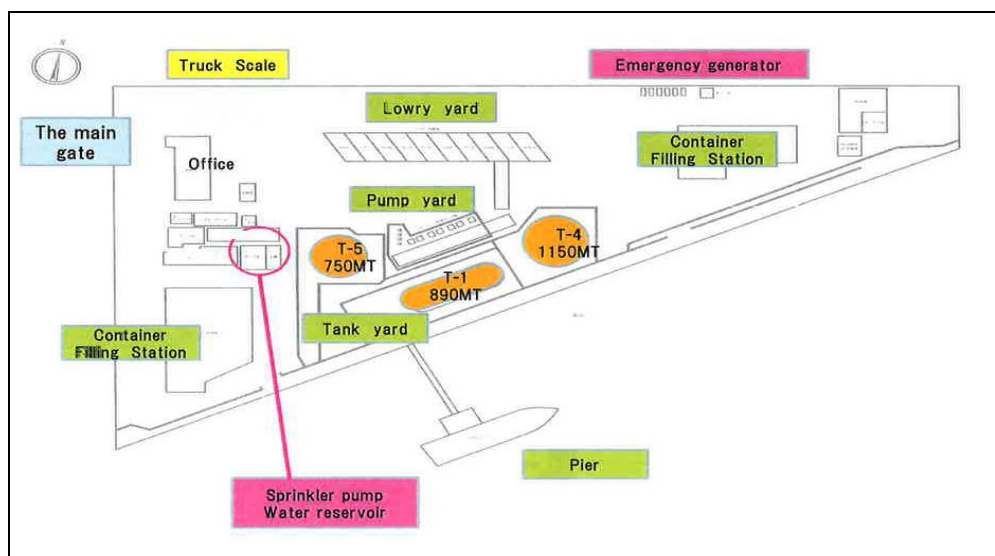 N
Truck Scale
Emergency generator
Lowry yard
The main
gate
Office
Container
Filling Station
Pump yard
T-5
750MT
T-4
1150MT
T-1
890MT
Tank yard
Container
Filling Station
Pier
Sprinkler pump
Water reservoir